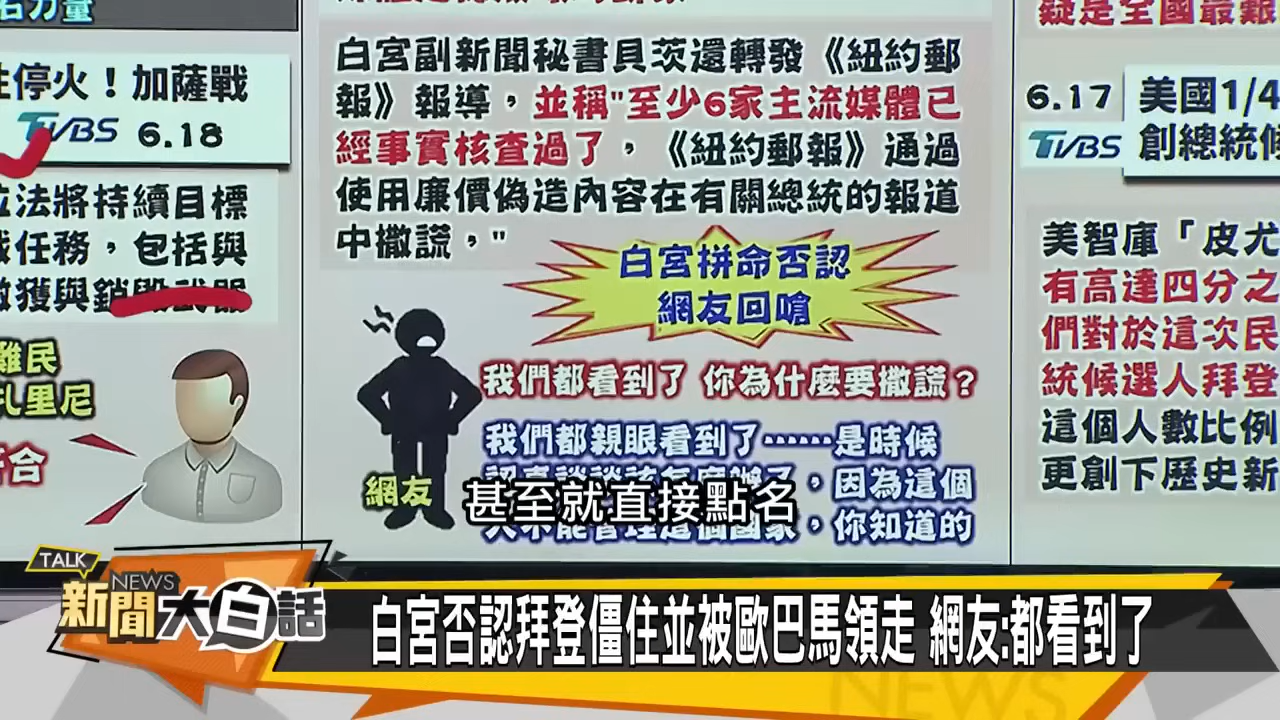 名力量
性停火！加薩戰
TVBS 6.18
位法將持續目標
成任務，包括與
繳獲與銷毀武器
難民
扎里尼
符合
白宮副新聞秘書貝茨還轉發《紐約郵
報》報導，並稱"至少6家主流媒體已
經事實核查過了，《紐約郵報》通過
使用廉價偽造內容在有關總統的報道
中撒謊，"
白宮拼命否認
網友回嗆
我們都看到了 你為什麼要撒謊？
我們都親眼看到了……是時候
，因為這個
，你知道的
網友
甚至就直接點名
疑是全國最艱
6.17 美國1/4
TVBS 創總統候
美智庫「皮尤
有高達四分之
們對於這次民
統候選人拜登
這個人數比例
更創下歷史新
TALK
NEWS
新聞大白話
白宮否認拜登僵住並被歐巴馬領走 網友:都看到了
NEWS